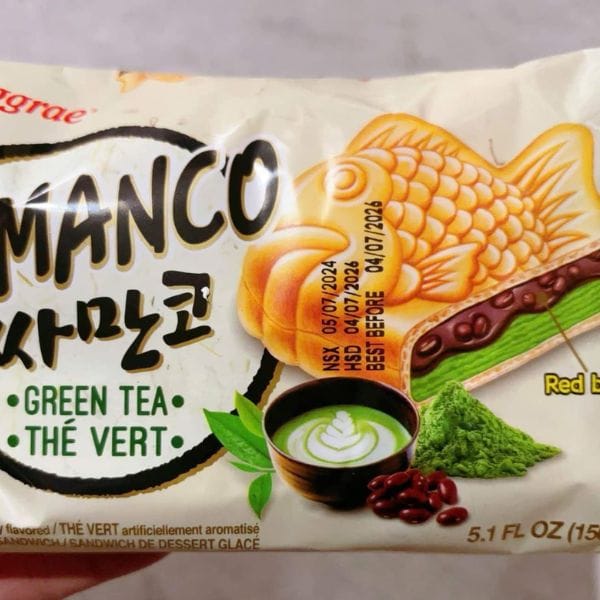 ggrae
MANCO
사만코
•GREEN TEA•
•THÉ VERT•
NSX 05/07/2024
HSD 04/07/2026
BEST BEFORE 04/07/2026
Red b
flavored / THÉ VERT artificiellement aromatisé
SANDWICH / SANDWICH DE DESSERT GLACÉ
5.1 FL OZ (15